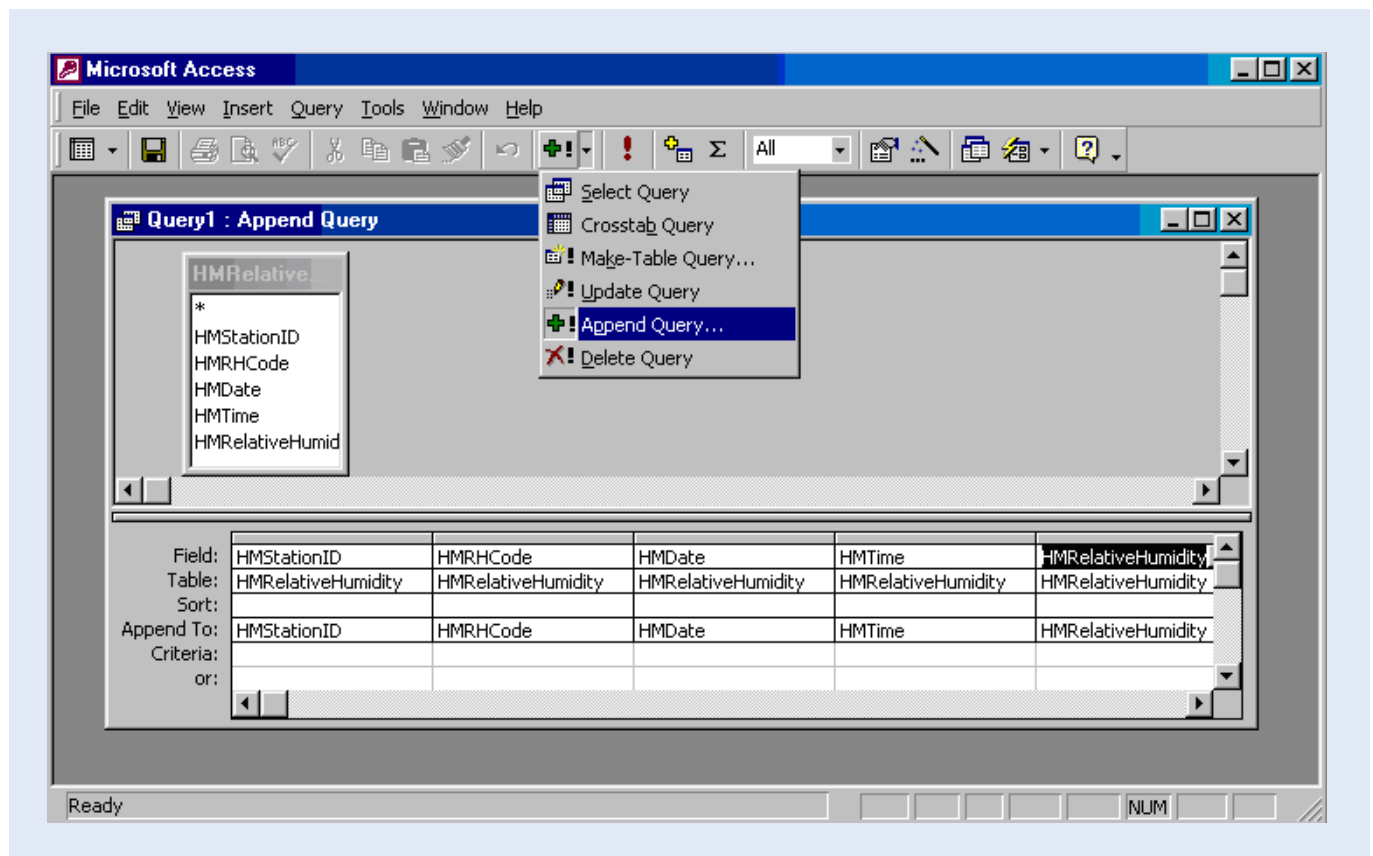 Microsoft Access
File Edit View Insert Query Tools Window Help
ABC Σ All
Select Query
Crosstab Query
Make-Table Query...
Update Query
Append Query...
Delete Query
Query1 : Append Query
HMRelative...
*
HMStationID
HMRHCode
HMDate
HMTime
HMRelativeHumid
Field: HMStationID HMRHCode HMDate HMTime HMRelativeHumidity
Table: HMRelativeHumidity HMRelativeHumidity HMRelativeHumidity HMRelativeHumidity HMRelativeHumidity
Sort:
Append To: HMStationID HMRHCode HMDate HMTime HMRelativeHumidity
Criteria:
or:
Ready NUM